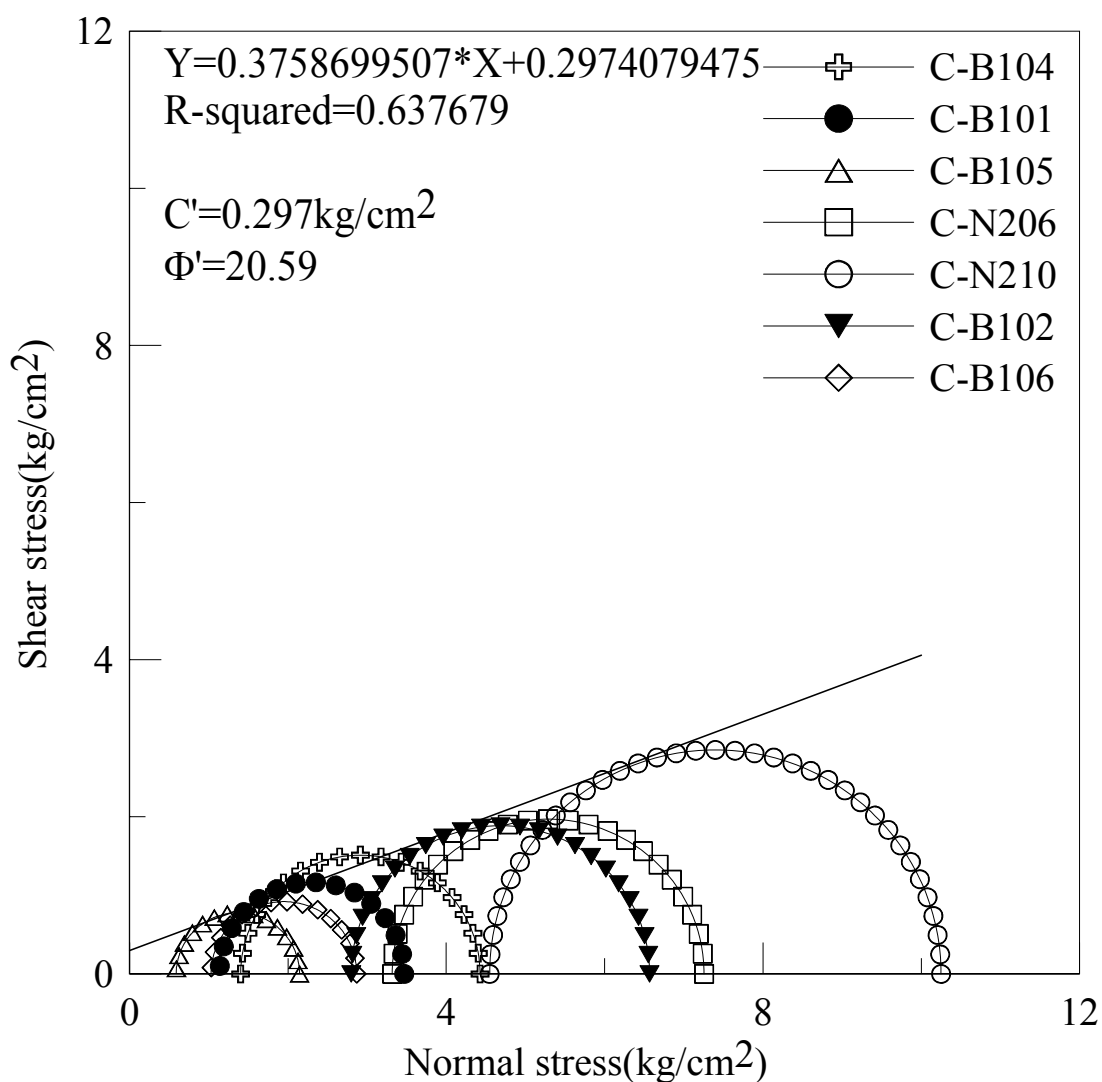 12
Y=0.3758699507*X+0.2974079475
R-squared=0.637679
C'=0.297kg/cm2
Φ'=20.59
C-B104
C-B101
C-B105
C-N206
C-N210
C-B102
C-B106
8
4
0
Shear stress(kg/cm2)
0
4
8
12
Normal stress(kg/cm2)